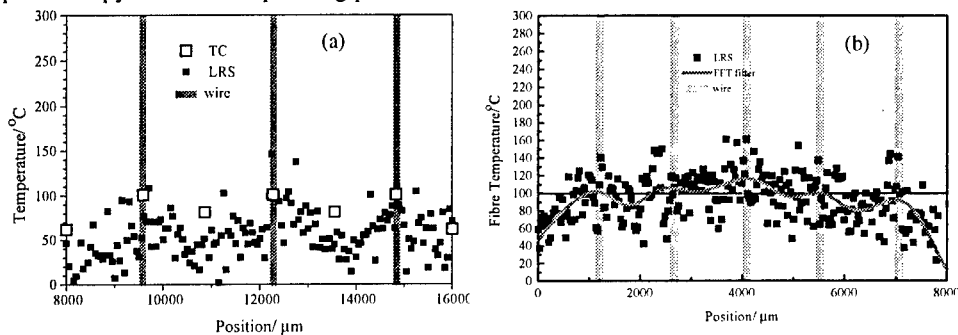 (a)
TC
LRS
wire
Temperature/°C
300
250
200
150
100
50
0
8000 10000 12000 14000 16000
Position/ µm
(b)
LRS
FFT filter
wire
Fibre Temperature/°C
300
280
260
240
220
200
180
160
140
120
100
80
60
40
20
0
0 2000 4000 6000 8000
Position/ µm